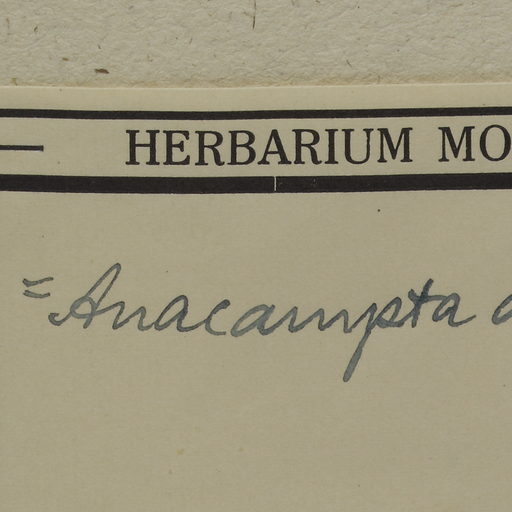 HERBARIUM MO
= Anacampta